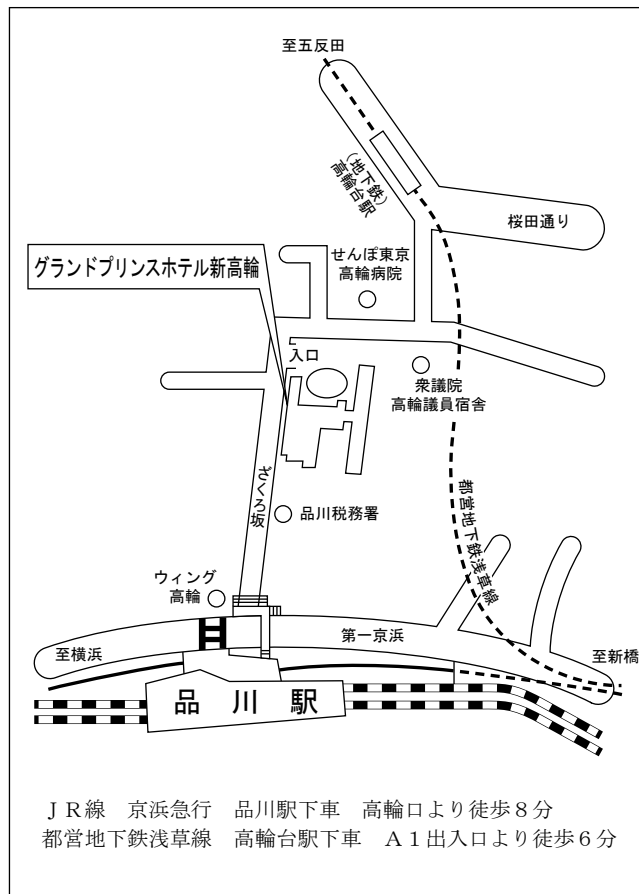 至五反田
(地下鉄)
高輪台駅
桜田通り
せんぽ東京
高輪病院
グランドプリンスホテル新高輪
入口
衆議院
高輪議員宿舎
ざくろ坂
都営地下鉄浅草線
品川税務署
ウィング
高輪
第一京浜
至横浜
至新橋
品川駅
JR線　京浜急行　品川駅下車　高輪口より徒歩8分
都営地下鉄浅草線　高輪台駅下車　A1出入口より徒歩6分